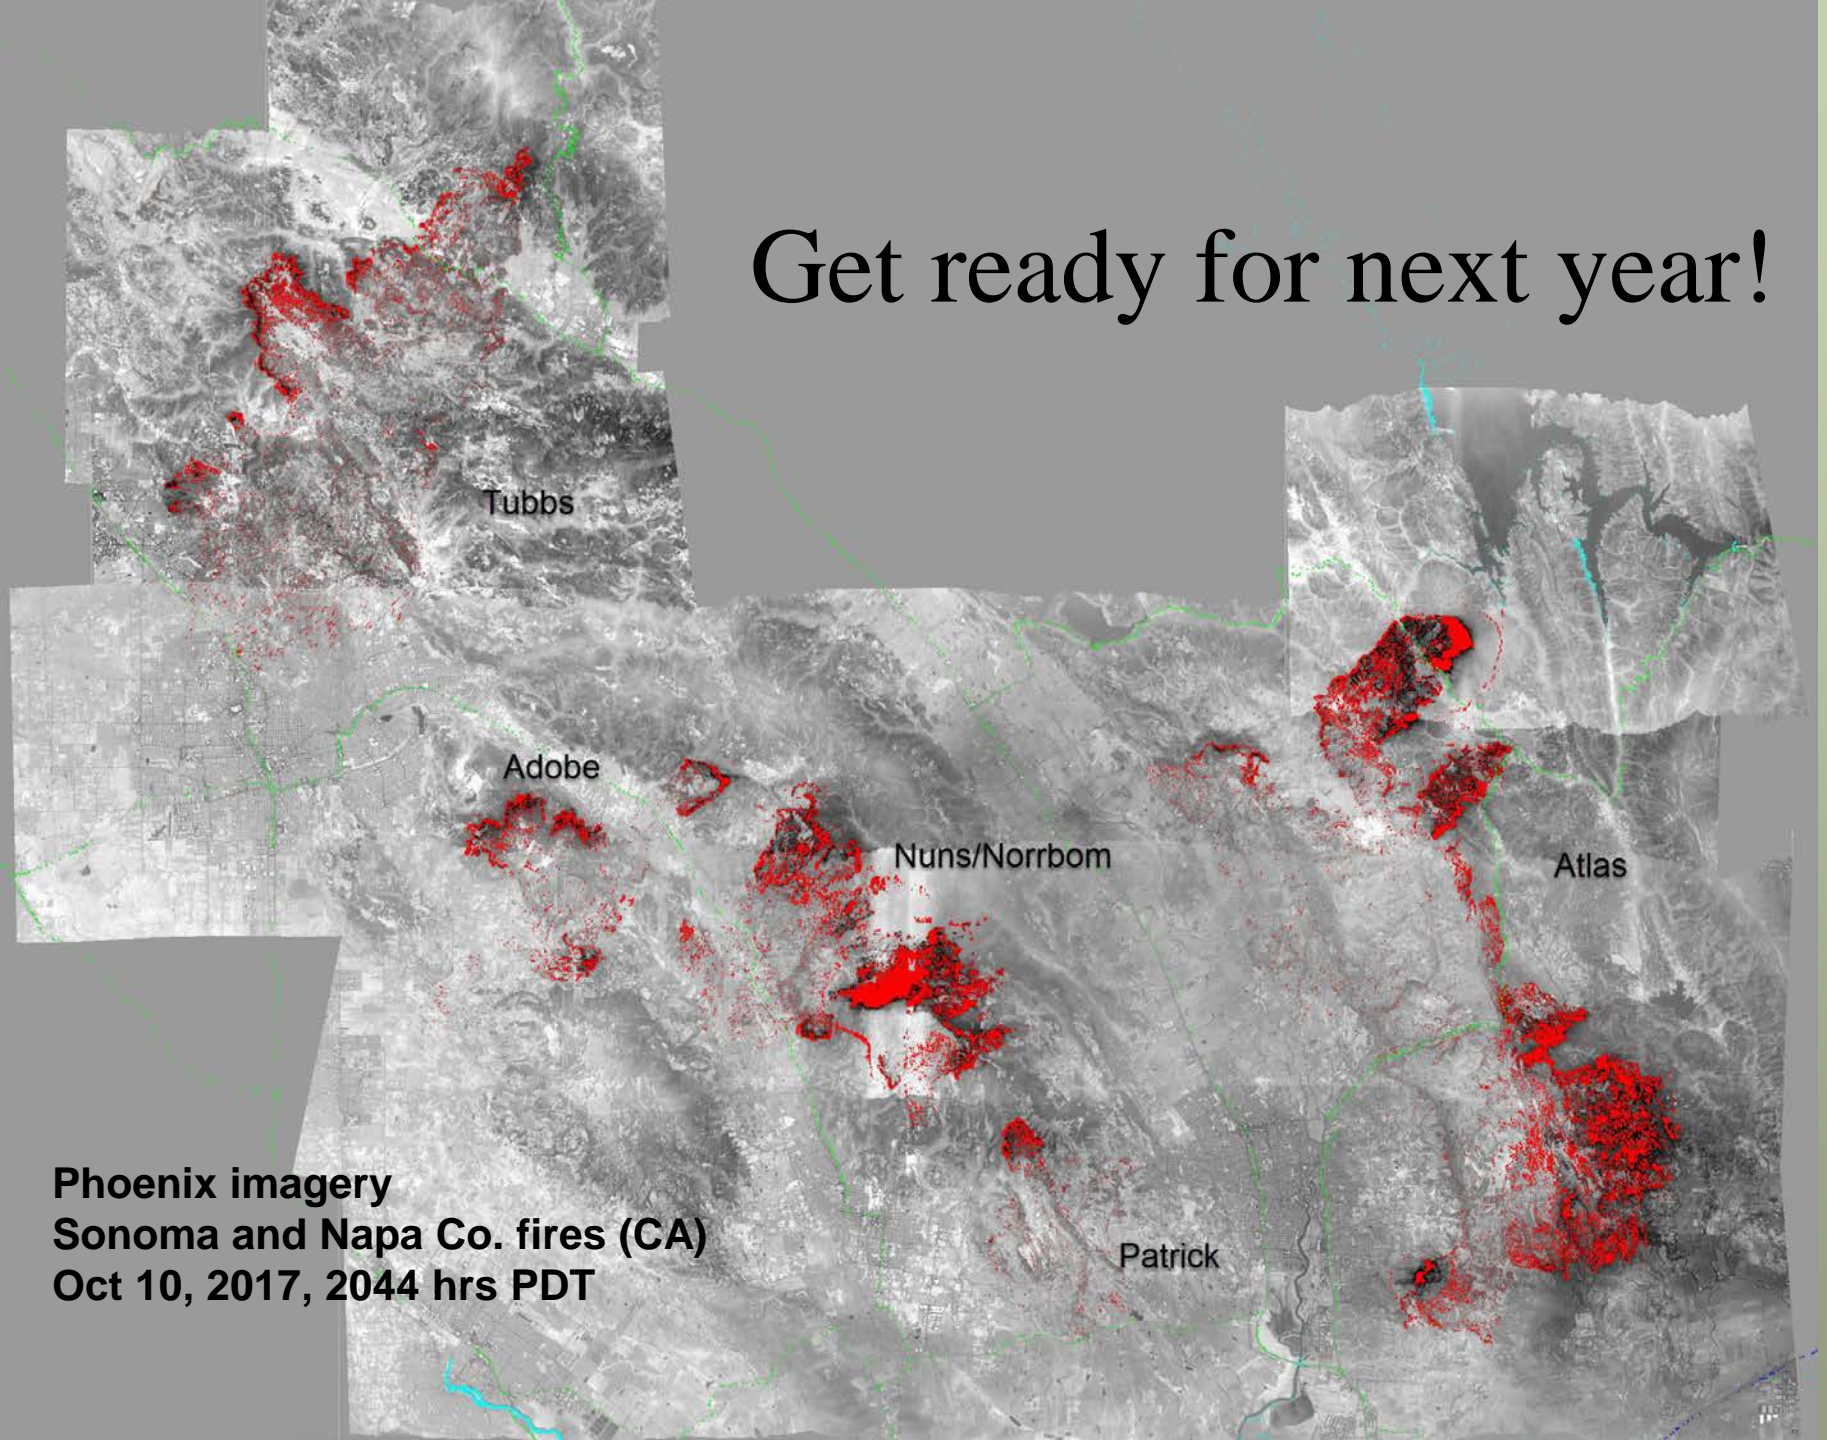 Get ready for next year!
Tubbs
Adobe
Nuns/Norrbom
Atlas
Patrick
Phoenix imagery
Sonoma and Napa Co. fires (CA)
Oct 10, 2017, 2044 hrs PDT